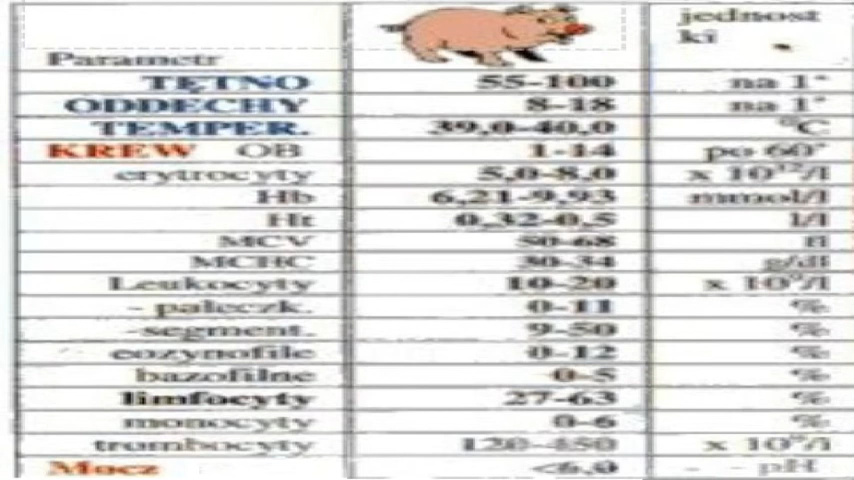 jednost
ki
Parametr
TĘTNO 55-100 na 1'
ODDECHY 8-18 na 1'
TEMPER. 39,0-40,0 °C
KREW OB 1-14 po 60'
erytrocyty 5,0-8,0 x 10¹²/l
Hb 6,21-9,93 mmol/l
Ht 0,32-0,5 l/l
MCV 50-68 fl
MCHC 30-34 g/dl
Leukocyty 10-20 x 10⁹/l
- pałeczk. 0-11 %
-segment. 9-50 %
eozynofile 0-12 %
bazofilne 0-5 %
limfocyty 27-63 %
monocyty 0-6 %
trombocyty 120-450 x 10⁹/l
Mocz <6,0 - - pH